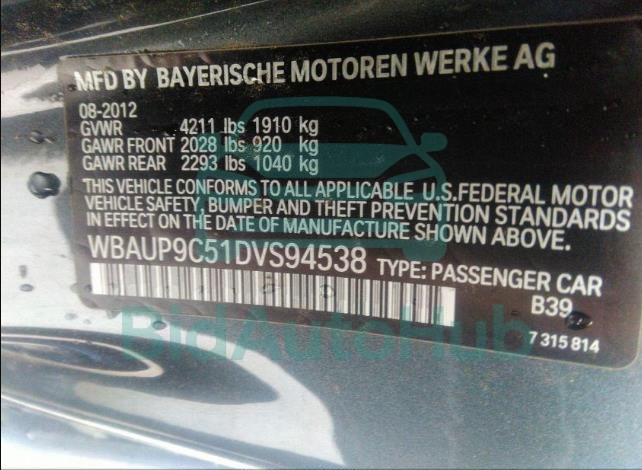 MFD BY BAYERISCHE MOTOREN WERKE AG
08-2012
GVWR 4211 lbs 1910 kg
GAWR FRONT 2028 lbs 920 kg
GAWR REAR 2293 lbs 1040 kg
THIS VEHICLE CONFORMS TO ALL APPLICABLE U.S.FEDERAL MOTOR
VEHICLE SAFETY, BUMPER AND THEFT PREVENTION STANDARDS
IN EFFECT ON THE DATE OF MANUFACTURE SHOWN ABOVE.
WBAUP9C51DVS94538 TYPE: PASSENGER CAR
B39
7 315 814
BidAutoHub